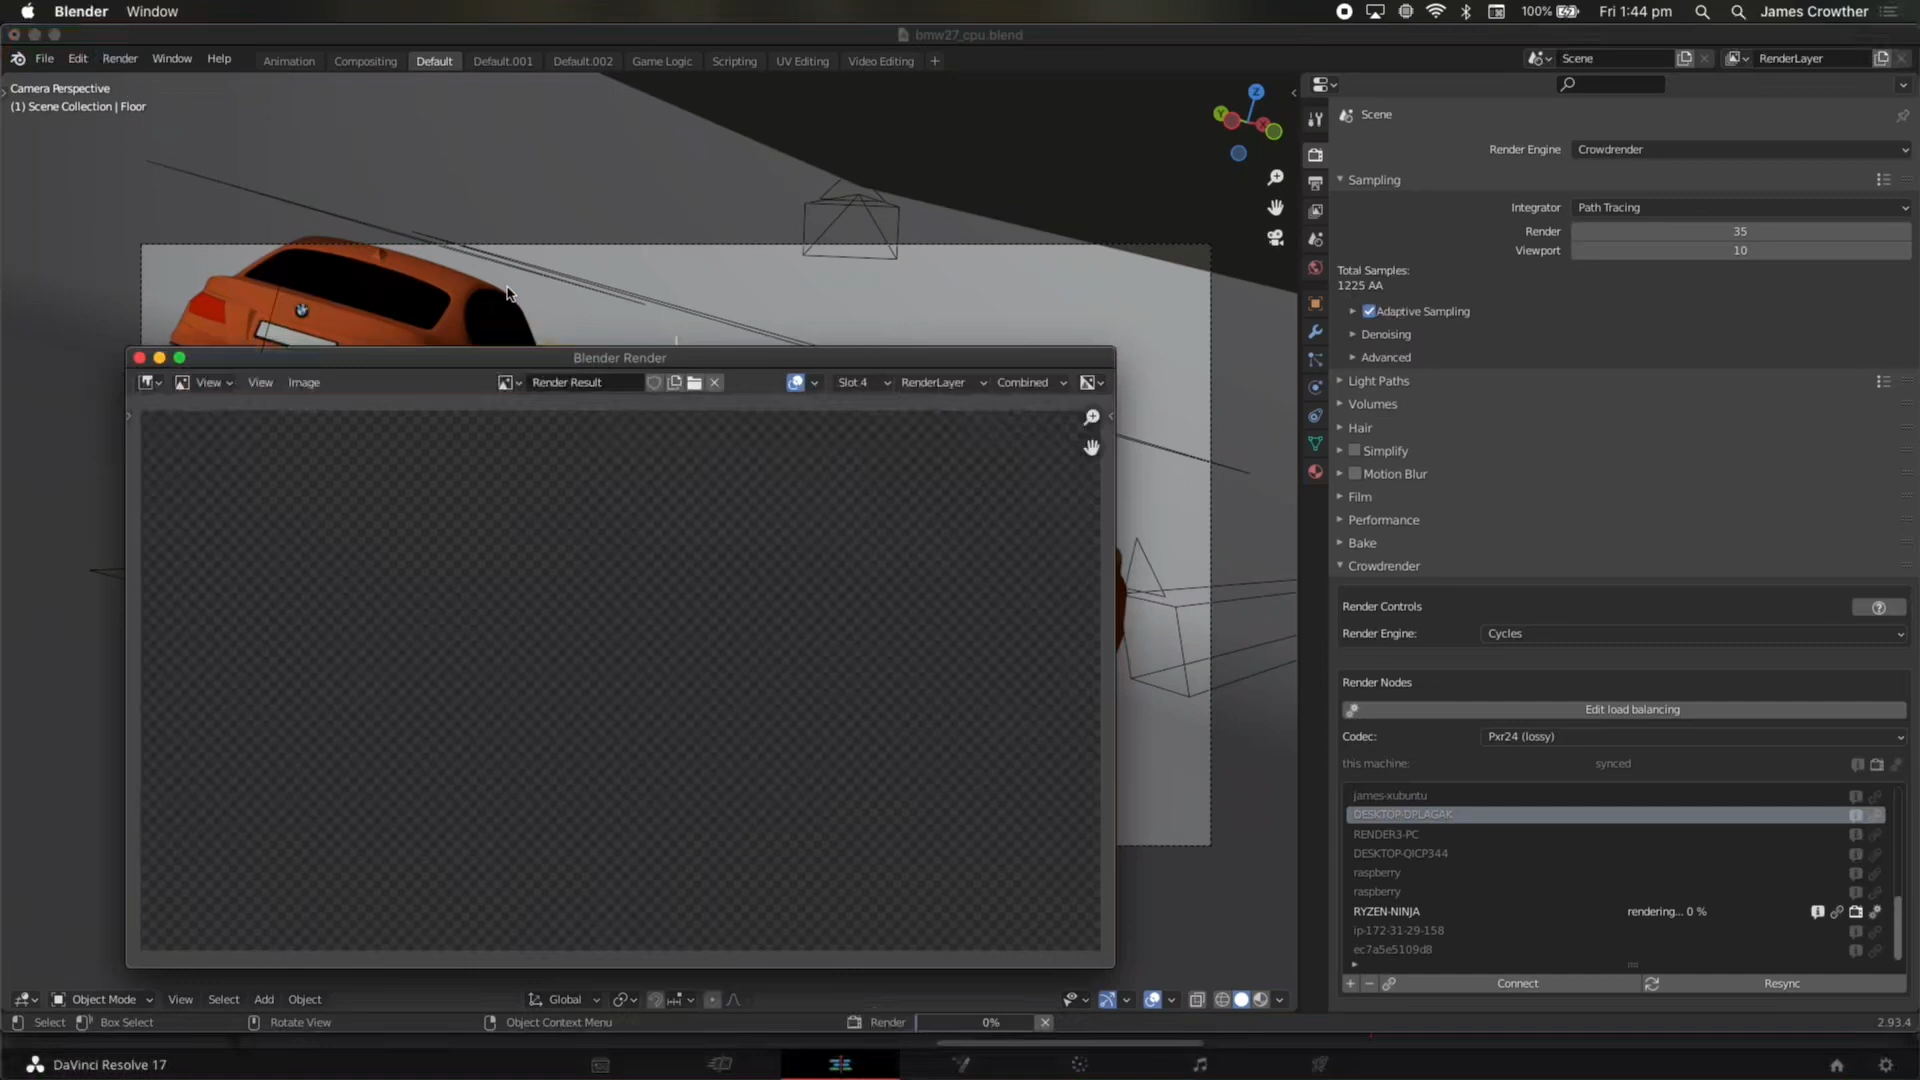 Blender Window 100% Fri 1:44 pm James Crowther
bmw27_cpu.blend
File Edit Render Window Help Animation Compositing Default Default.001 Default.002 Game Logic Scripting UV Editing Video Editing + Scene RenderLayer
Camera Perspective
(1) Scene Collection | Floor
Z
Y
X
Scene
Render Engine Crowdrender
Sampling
Integrator Path Tracing
Render 35
Viewport 10
Total Samples:
1225 AA
Adaptive Sampling
Denoising
Advanced
Light Paths
Volumes
Hair
Simplify
Motion Blur
Film
Performance
Bake
Crowdrender
Render Controls
?
Render Engine: Cycles
Render Nodes
Edit load balancing
Codec: Pxr24 (lossy)
this machine: synced
james-xubuntu
DESKTOP-DPLAGAK
RENDER3-PC
DESKTOP-QICP344
raspberry
raspberry
RYZEN-NINJA rendering... 0 %
ip-172-31-29-158
ec7a5e5109d8
+ − Connect Resync
Blender Render
View View Image Render Result Slot 4 RenderLayer Combined
Object Mode View Select Add Object Global
Select Box Select Rotate View Object Context Menu Render 0% 2.93.4
DaVinci Resolve 17